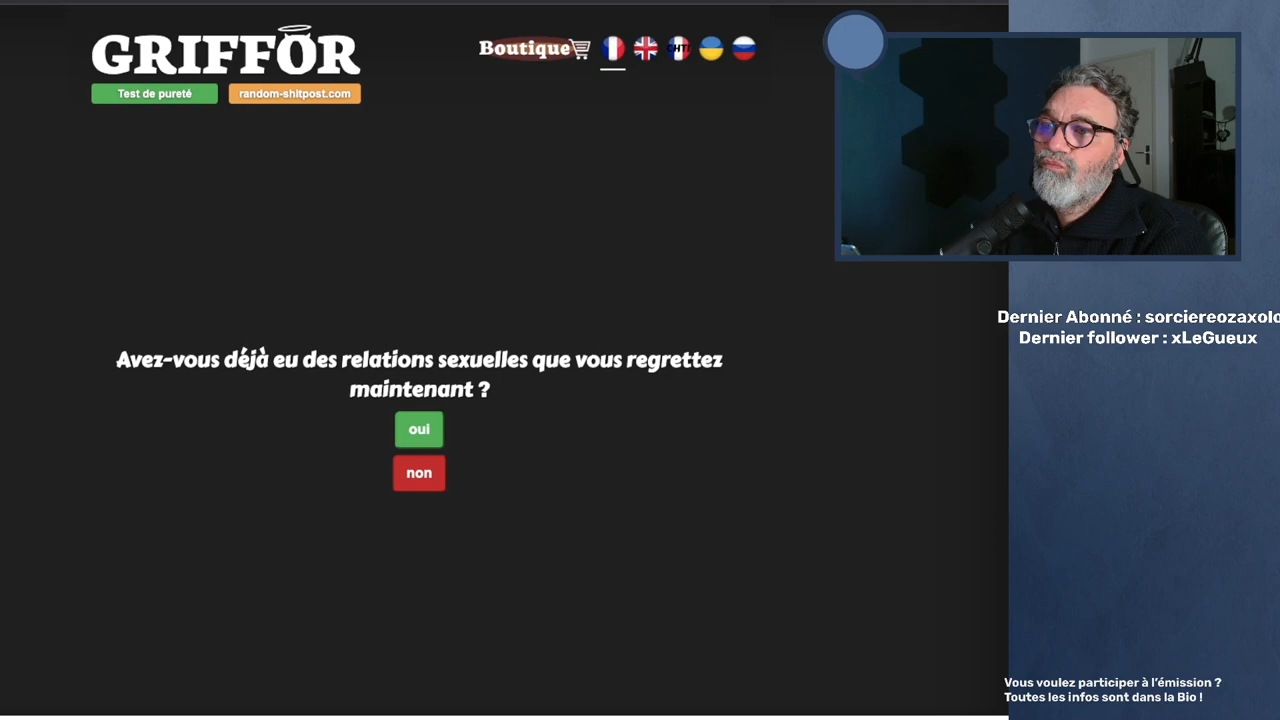 GRIFFOR
Boutique
CHTI
Test de pureté
random-shitpost.com
Avez-vous déjà eu des relations sexuelles que vous regrettez
maintenant ?
oui
non
Dernier Abonné : sorciereozaxolo
Dernier follower : xLeGueux
Vous voulez participer à l'émission ?
Toutes les infos sont dans la Bio !